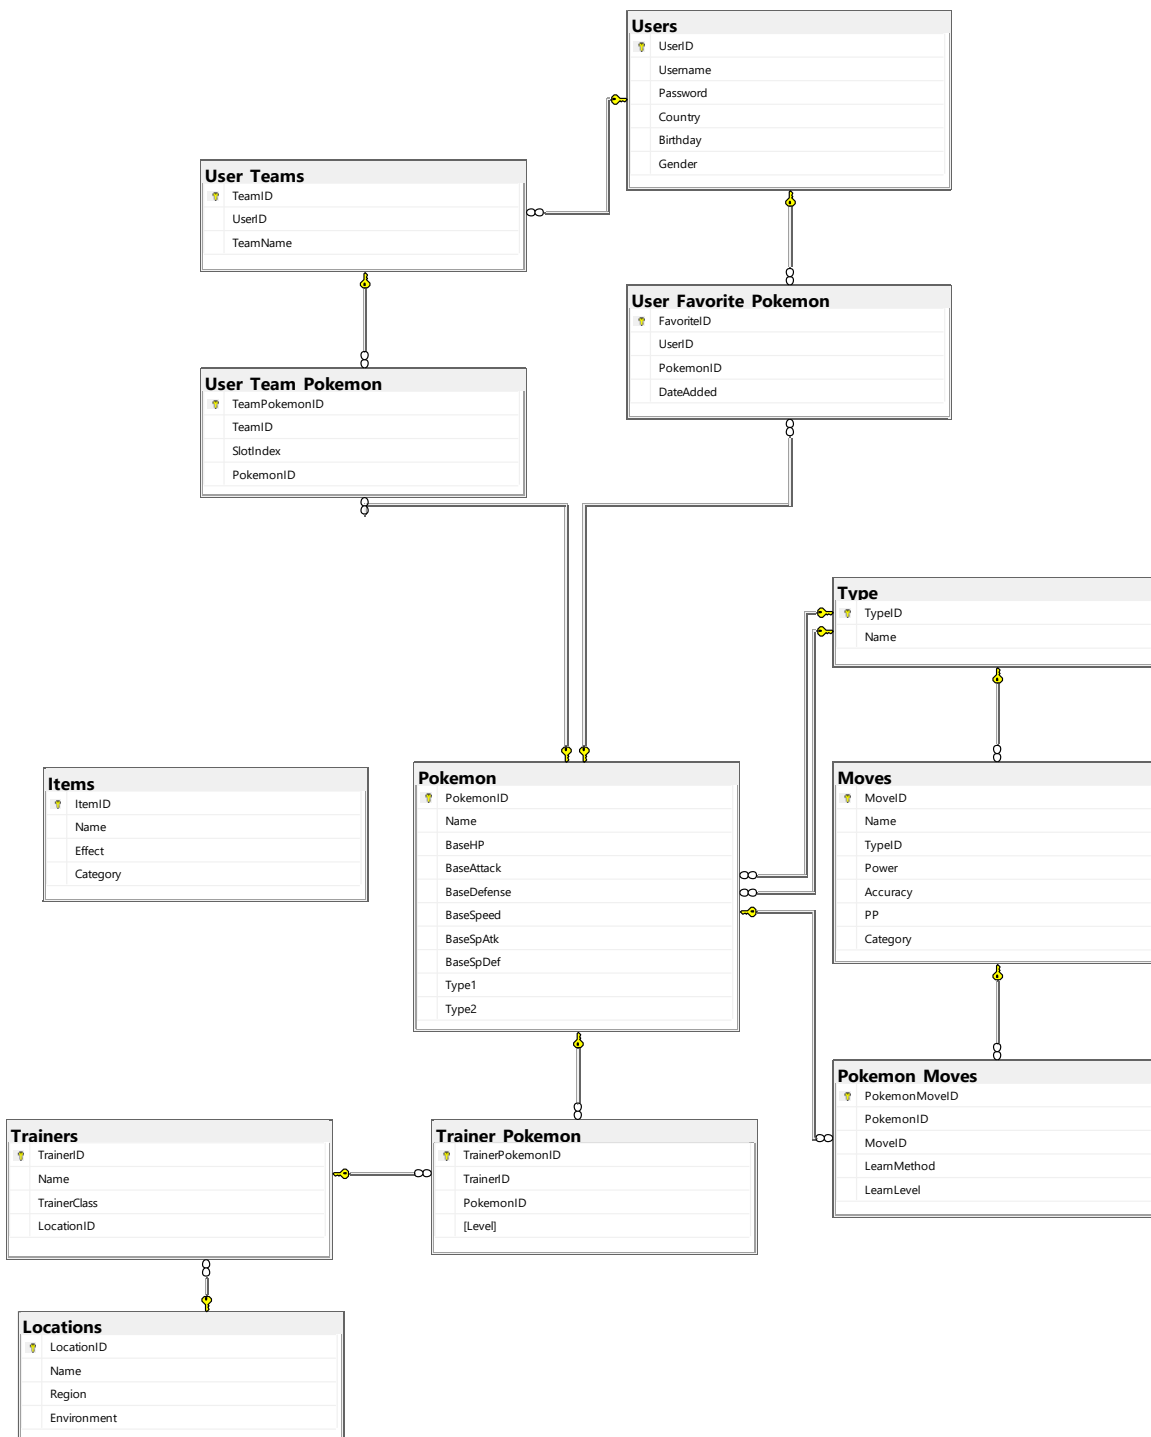 Users
UserID
Username
Password
Country
Birthday
Gender
User Teams
TeamID
UserID
TeamName
User Favorite Pokemon
FavoriteID
UserID
PokemonID
DateAdded
User Team Pokemon
TeamPokemonID
TeamID
SlotIndex
PokemonID
Type
TypeID
Name
Items
ItemID
Name
Effect
Category
Pokemon
PokemonID
Name
BaseHP
BaseAttack
BaseDefense
BaseSpeed
BaseSpAtk
BaseSpDef
Type1
Type2
Moves
MoveID
Name
TypeID
Power
Accuracy
PP
Category
Pokemon Moves
PokemonMoveID
PokemonID
MoveID
LearnMethod
LearnLevel
Trainers
TrainerID
Name
TrainerClass
LocationID
Trainer Pokemon
TrainerPokemonID
TrainerID
PokemonID
[Level]
Locations
LocationID
Name
Region
Environment